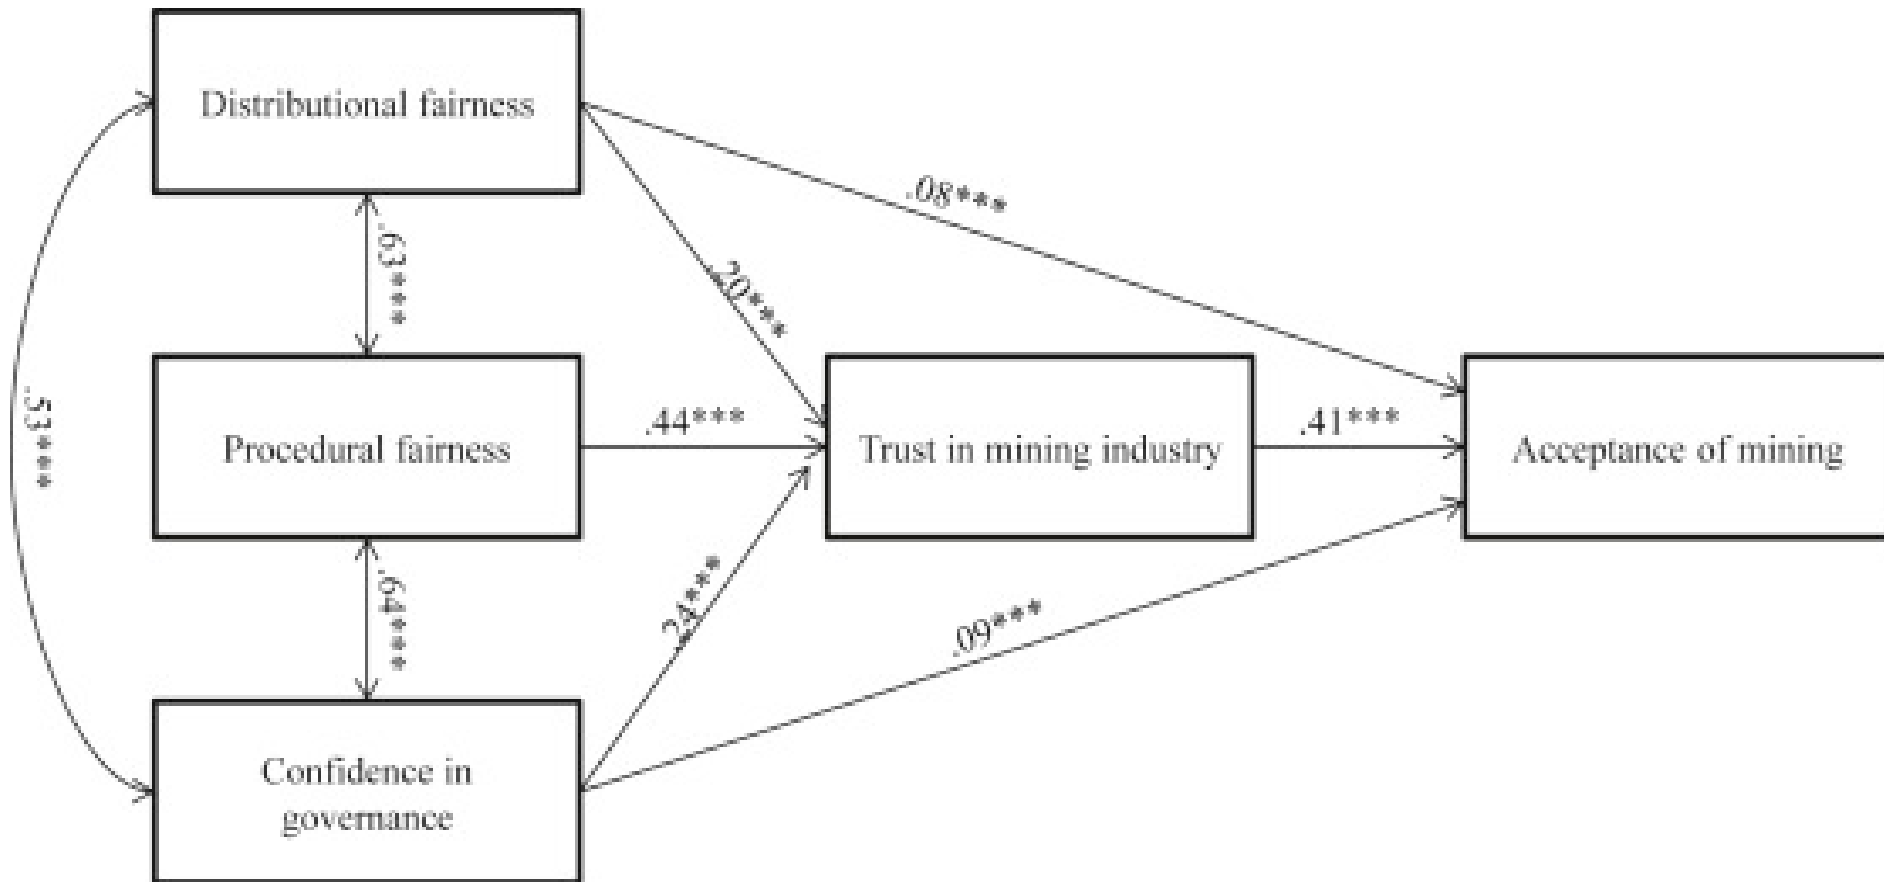 Distributional fairness
.08***
.63***
.20***
.53***
Procedural fairness
.44***
Trust in mining industry
.41***
Acceptance of mining
.64***
.24***
.09***
Confidence in
governance